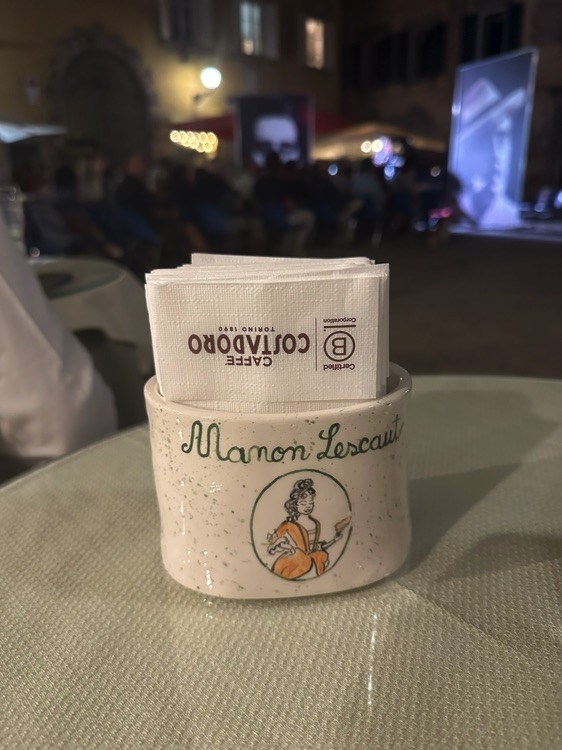 CAFFÈ
COSTADORO
TORINO 1890
Certified
B
Corporation
Manon Lescaut